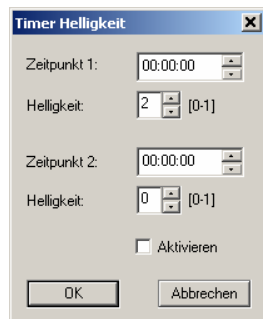 Timer Helligkeit
Zeitpunkt 1: 00:00:00
Helligkeit: 2 [0-1]
Zeitpunkt 2: 00:00:00
Helligkeit: 0 [0-1]
Aktivieren
OK Abbrechen